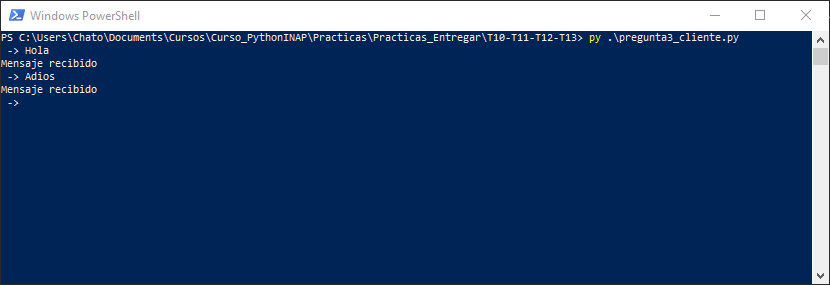 Windows PowerShell
PS C:\Users\Chato\Documents\Cursos\Curso_PythonINAP\Practicas\Practicas_Entregar\T10-T11-T12-T13> py .\pregunta3_cliente.py
-> Hola
Mensaje recibido
-> Adios
Mensaje recibido
->